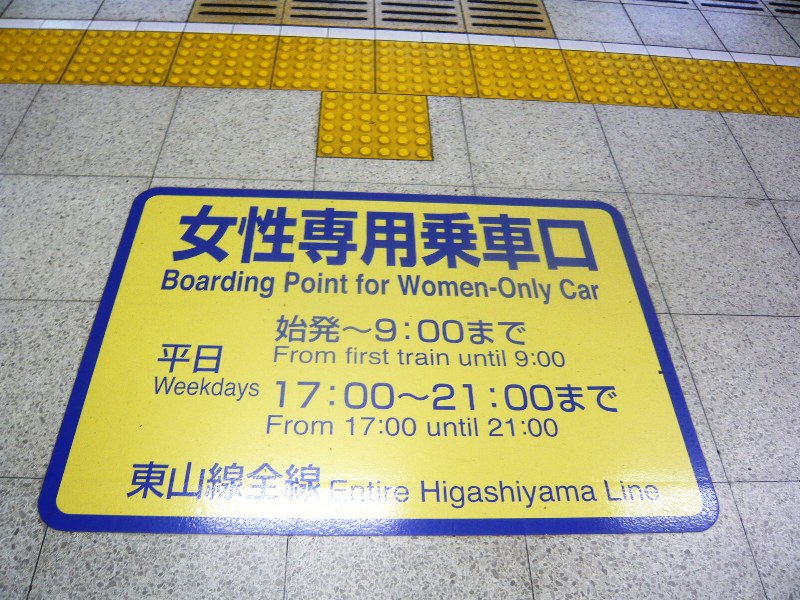 女性専用乗車口
Boarding Point for Women-Only Car
始発～9:00まで
From first train until 9:00
平日
Weekdays
17:00～21:00まで
From 17:00 until 21:00
東山線全線 Entire Higashiyama Line